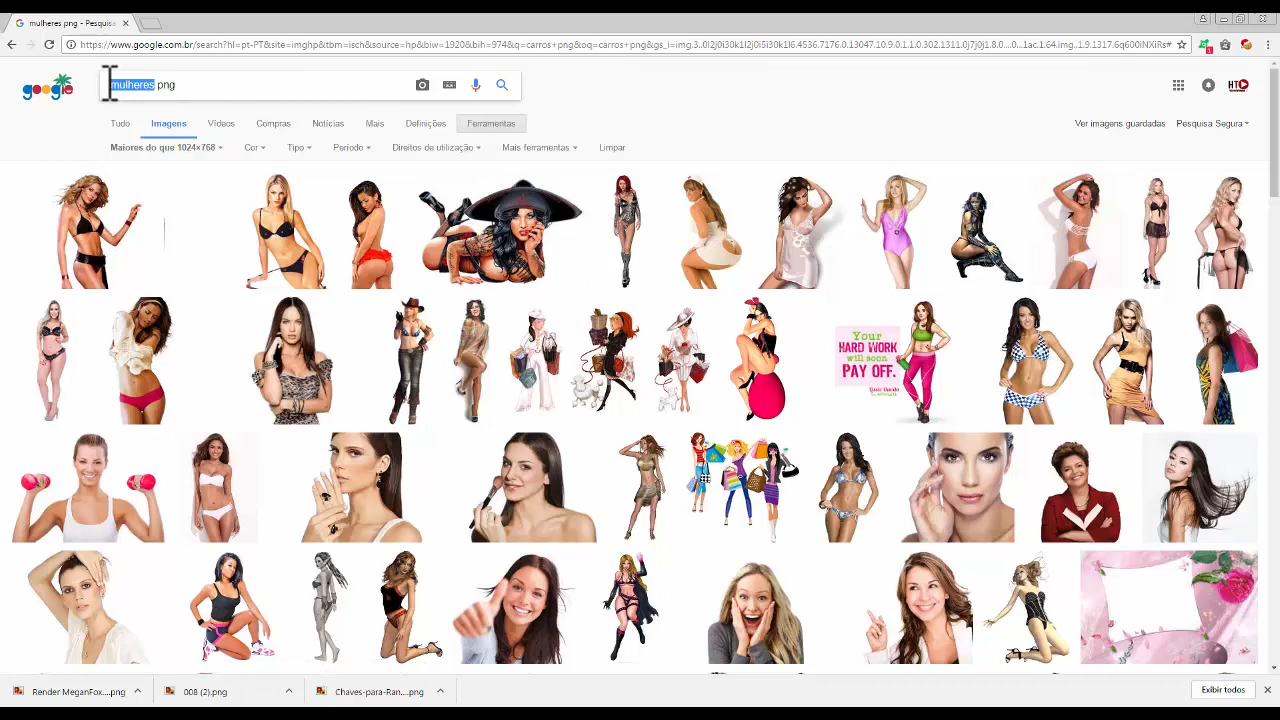 mulheres png - Pesquisa
https://www.google.com.br/search?hl=pt-PT&site=imghp&tbm=isch&source=hp&biw=1920&bih=974&q=carros+png&oq=carros+png&gs_l=img.3..0l2j0i30k1l2j0i5i30k1l6.4536.7176.0.13047.10.9.0.1.1.0.302.1311.0j7j0j1.8.0....0...1ac.1.64.img..1.9.1317.6q600iNXiRs#
Google
mulheres png
HT
Tudo Imagens Vídeos Compras Notícias Mais Definições Ferramentas
Ver imagens guardadas Pesquisa Segura
Maiores do que 1024×768 Cor Tipo Período Direitos de utilização Mais ferramentas Limpar
Your
HARD WORK
will soon
PAY OFF.
Render MeganFox....png
008 (2).png
Chaves-para-Ran....png
Exibir todos